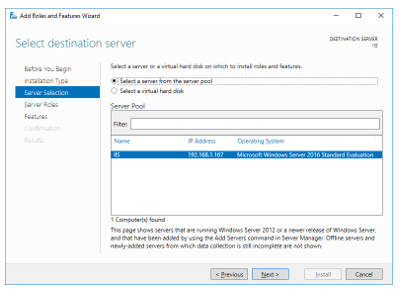 Add Roles and Features Wizard
Select destination server
DESTINATION SERVER
IIS
Before You Begin
Installation Type
Server Selection
Server Roles
Features
Confirmation
Results
Select a server or a virtual hard disk on which to install roles and features.
Select a server from the server pool
Select a virtual hard disk
Server Pool
Filter:
Name IP Address Operating System
IIS 192.168.1.167 Microsoft Windows Server 2016 Standard Evaluation
1 Computer(s) found
This page shows servers that are running Windows Server 2012 or a newer release of Windows Server,
and that have been added by using the Add Servers command in Server Manager. Offline servers and
newly-added servers from which data collection is still incomplete are not shown.
< Previous Next > Install Cancel